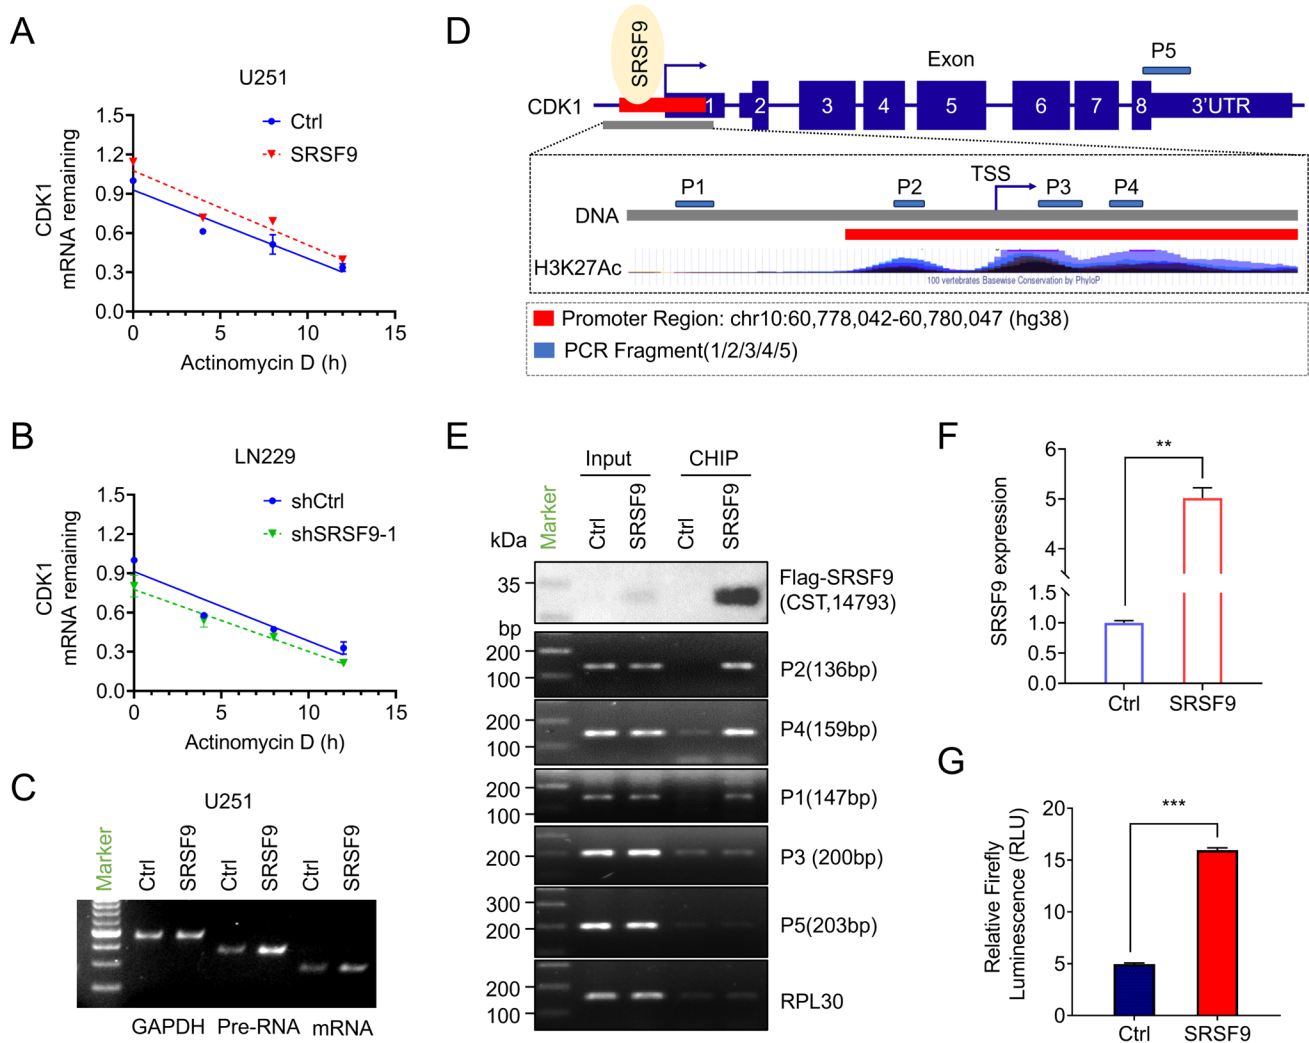 A
U251
Ctrl
SRSF9
CDK1
mRNA remaining
1.5
1.2
0.9
0.6
0.3
0.0
0 5 10 15
Actinomycin D (h)
B
LN229
shCtrl
shSRSF9-1
CDK1
mRNA remaining
1.5
1.2
0.9
0.6
0.3
0.0
0 5 10 15
Actinomycin D (h)
C
U251
Marker Ctrl SRSF9 Ctrl SRSF9 Ctrl SRSF9
GAPDH Pre-RNA mRNA
D
SRSF9
Exon
P5
CDK1
1 2 3 4 5 6 7 8 3'UTR
TSS
P1 P2 P3 P4
DNA
H3K27Ac
100 vertebrates Basewise Conservation by PhyloP
Promoter Region: chr10:60,778,042-60,780,047 (hg38)
PCR Fragment(1/2/3/4/5)
E
Input CHIP
Marker Ctrl SRSF9 Ctrl SRSF9
kDa
35
Flag-SRSF9
(CST,14793)
bp
200
100
P2(136bp)
200
100
P4(159bp)
200
100
P1(147bp)
200
P3 (200bp)
300
200
P5(203bp)
200
100
RPL30
F
SRSF9 expression
6
5
4
1.5
1.0
0.5
0.0
**
Ctrl SRSF9
G
Relative Firefly
Luminescence (RLU)
20
15
10
5
0
***
Ctrl SRSF9